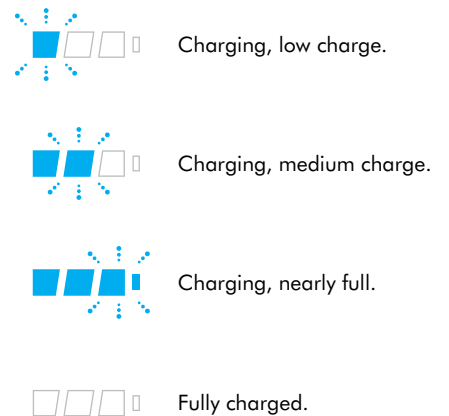 Charging, low charge.
Charging, medium charge.
Charging, nearly full.
Fully charged.